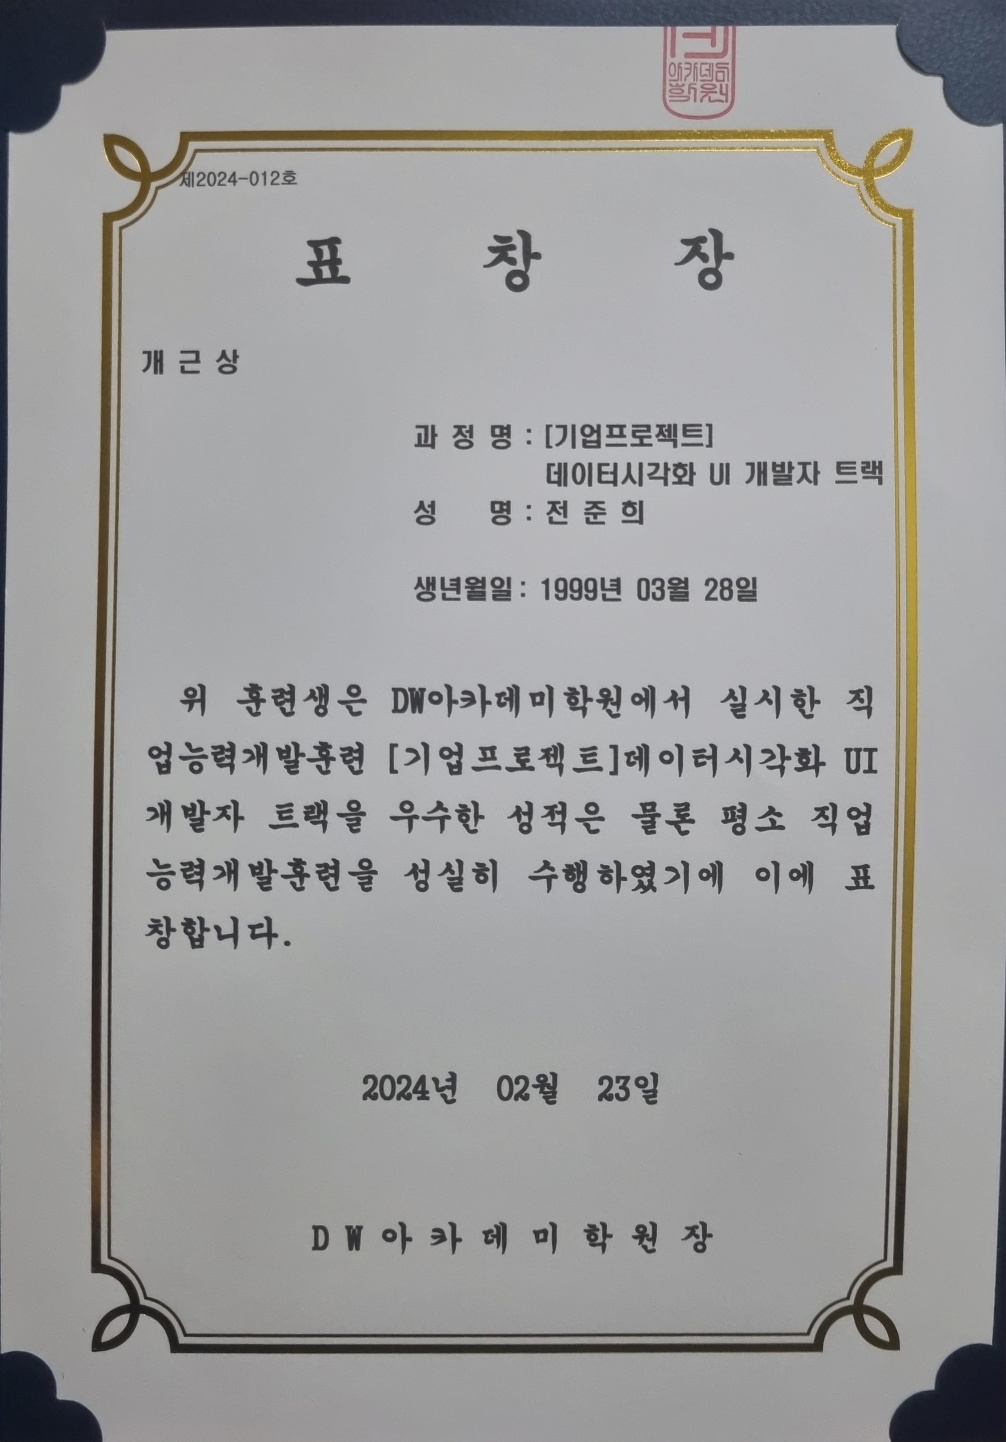 아카데미
학원
제2024-012호
표 창 장
개 근 상
과 정 명 : [기업프로젝트]
데이터시각화 UI 개발자 트랙
성 명 : 전 준 희
생년월일 : 1999년 03월 28일
위 훈련생은 DW아카데미학원에서 실시한 직
업능력개발훈련 [기업프로젝트]데이터시각화 UI
개발자 트랙을 우수한 성적은 물론 평소 직업
능력개발훈련을 성실히 수행하였기에 이에 표
창합니다.
2024년 02월 23일
DW아카데미학원장